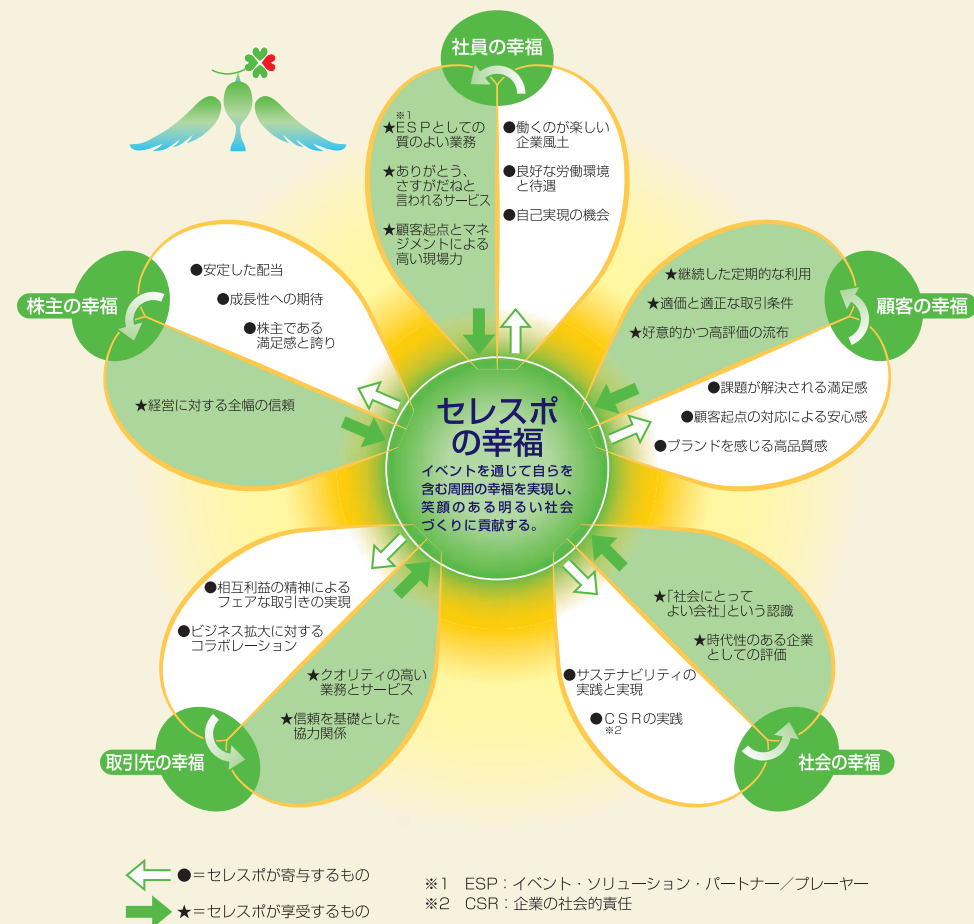 社員の幸福
※1
★ESPとしての
質のよい業務
★ありがとう、
さすがだねと
言われるサービス
★顧客起点とマネ
ジメントによる
高い現場力
●働くのが楽しい
企業風土
●良好な労働環境
と待遇
●自己実現の機会
株主の幸福
●安定した配当
●成長性への期待
●株主である
満足感と誇り
★経営に対する全幅の信頼
顧客の幸福
★継続した定期的な利用
★適価と適正な取引条件
★好意的かつ高評価の流布
●課題が解決される満足感
●顧客起点の対応による安心感
●ブランドを感じる高品質感
セレスポ
の幸福
イベントを通じて自らを
含む周囲の幸福を実現し、
笑顔のある明るい社会
づくりに貢献する。
●相互利益の精神による
フェアな取引きの実現
●ビジネス拡大に対する
コラボレーション
★クオリティの高い
業務とサービス
★信頼を基礎とした
協力関係
取引先の幸福
★「社会にとって
よい会社」という認識
★時代性のある企業
としての評価
●サステナビリティの
実践と実現
●CSRの実践
※2
社会の幸福
●=セレスポが寄与するもの
★=セレスポが享受するもの
※1 ESP:イベント・ソリューション・パートナー/プレーヤー
※2 CSR:企業の社会的責任